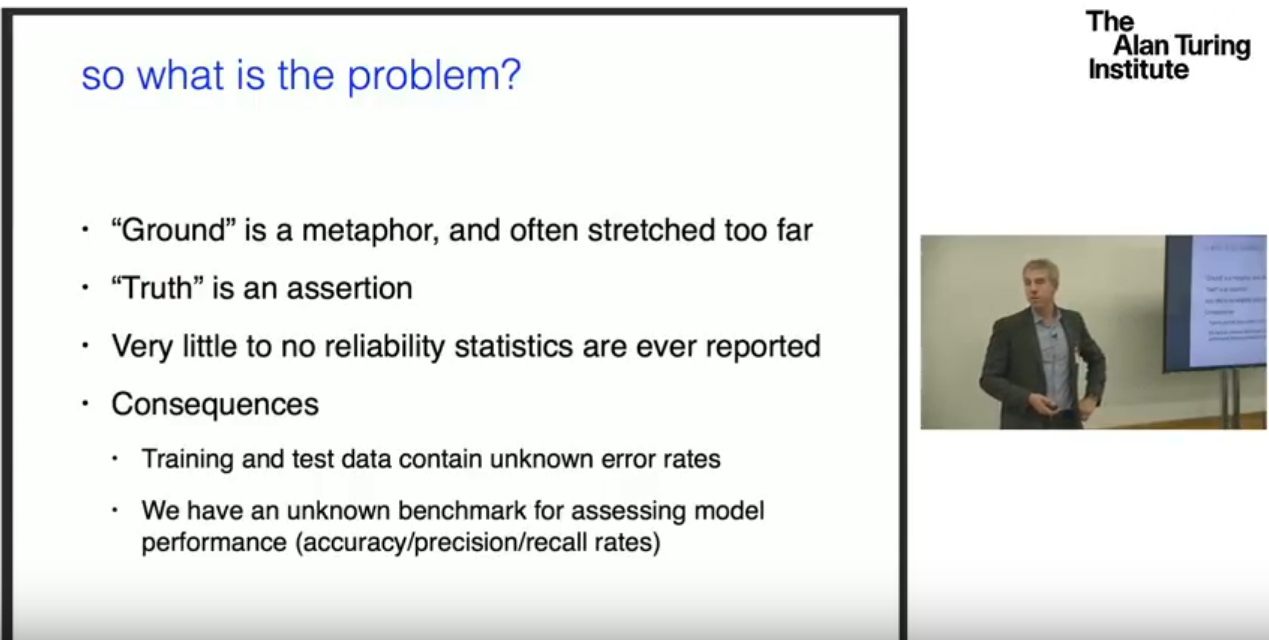 so what is the problem?
The
Alan Turing
Institute
· “Ground” is a metaphor, and often stretched too far
· “Truth” is an assertion
· Very little to no reliability statistics are ever reported
· Consequences
· Training and test data contain unknown error rates
· We have an unknown benchmark for assessing model
performance (accuracy/precision/recall rates)